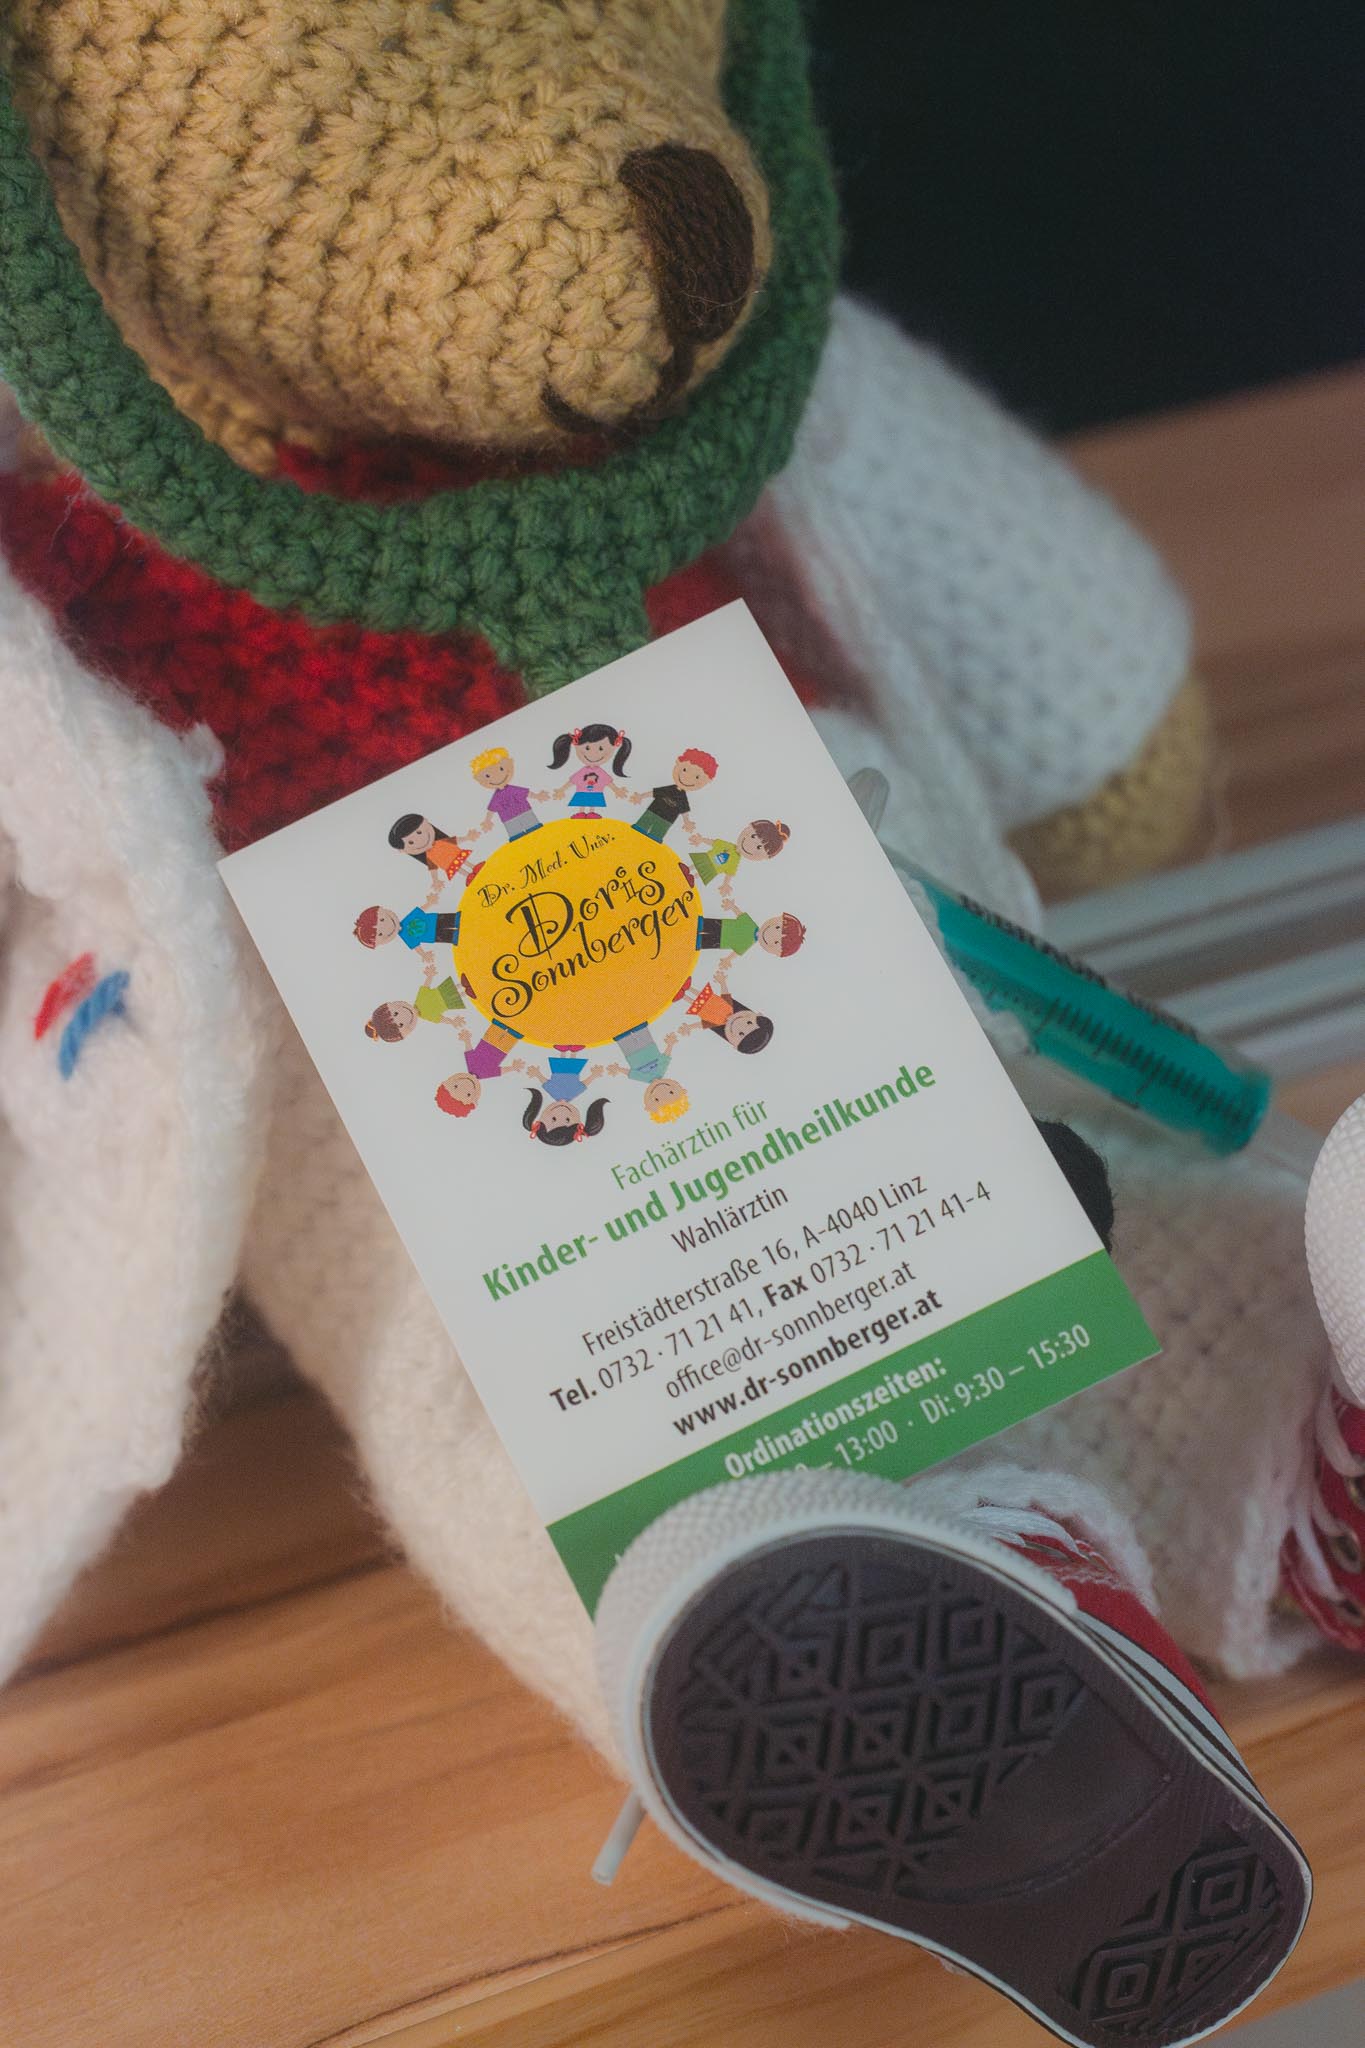 Dr. Med. Univ.
Doris
Sonnberger
Fachärztin für
Kinder- und Jugendheilkunde
Wahlärztin
Freistädterstraße 16, A-4040 Linz
Tel. 0732 · 71 21 41, Fax 0732 · 71 21 41-4
office@dr-sonnberger.at
www.dr-sonnberger.at
Ordinationszeiten:
– 13:00 · Di: 9:30 – 15:30